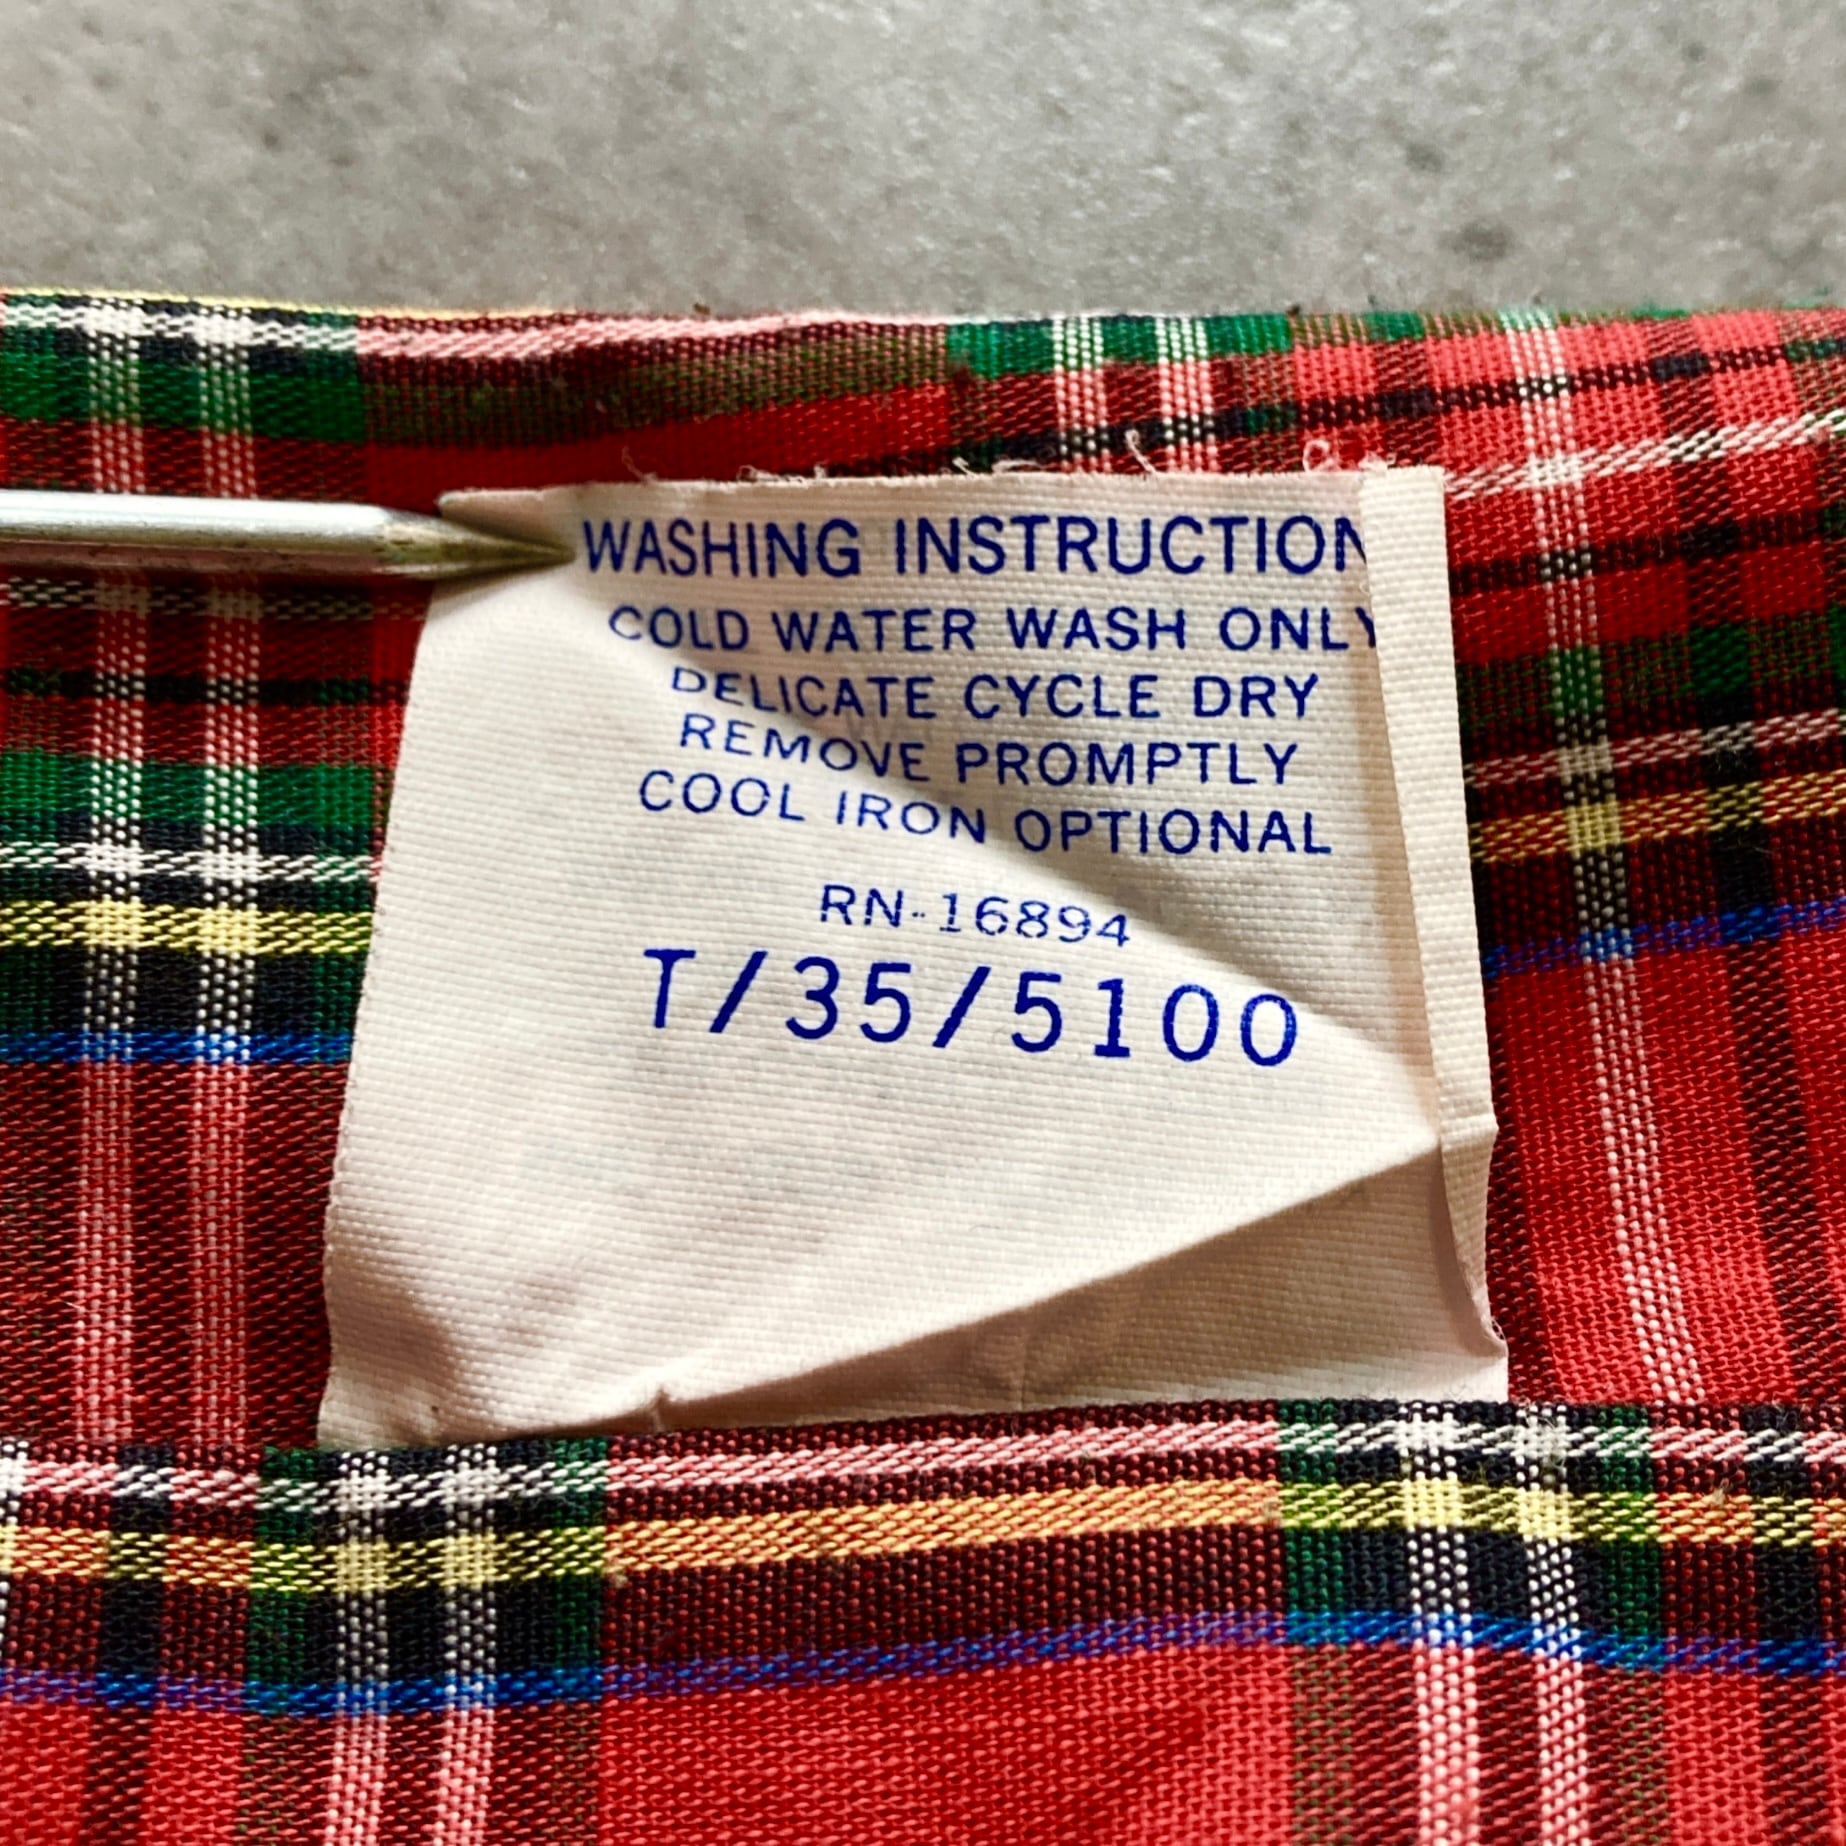 WASHING INSTRUCTION
COLD WATER WASH ONLY
DELICATE CYCLE DRY
REMOVE PROMPTLY
COOL IRON OPTIONAL
RN-16894
T/35/5100